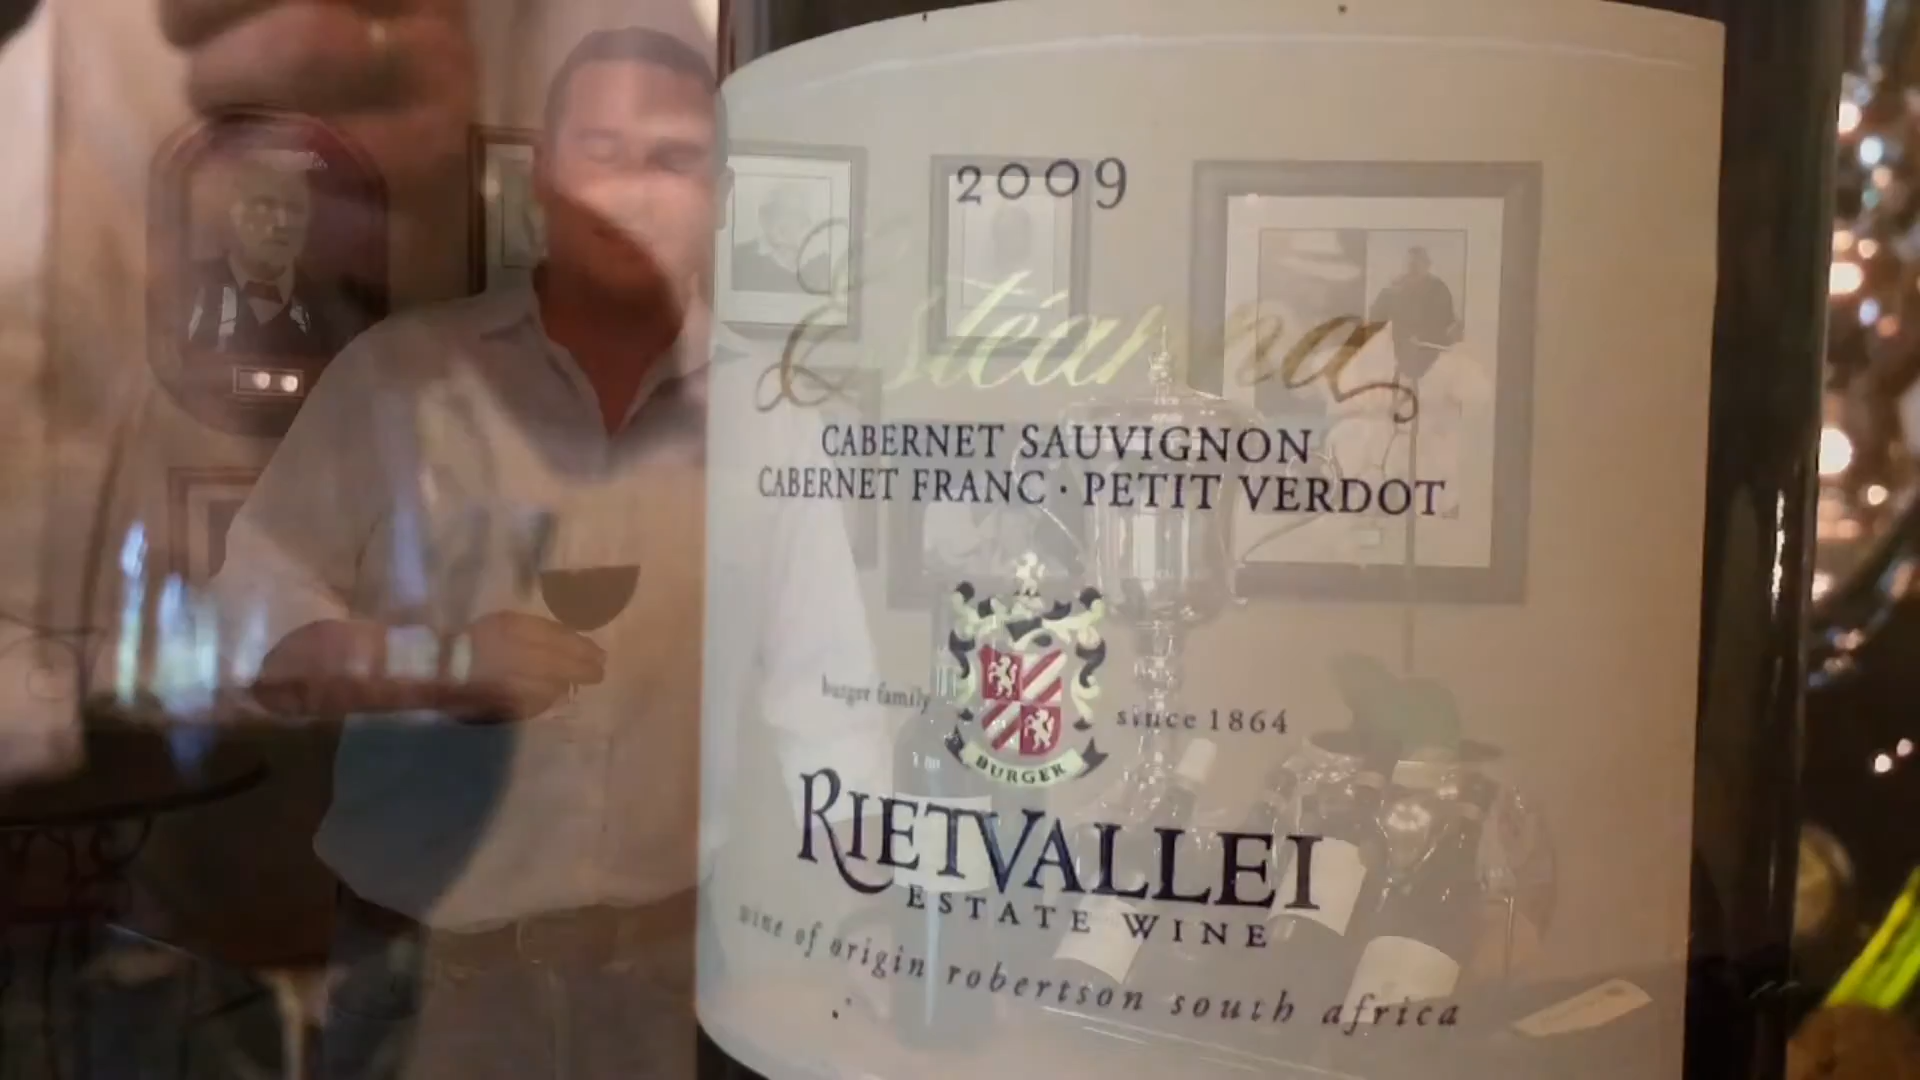 2009
Estéanna
CABERNET SAUVIGNON
CABERNET FRANC · PETIT VERDOT
burger family
since 1864
BURGER
RIETVALLEI
ESTATE WINE
wine of origin robertson south africa